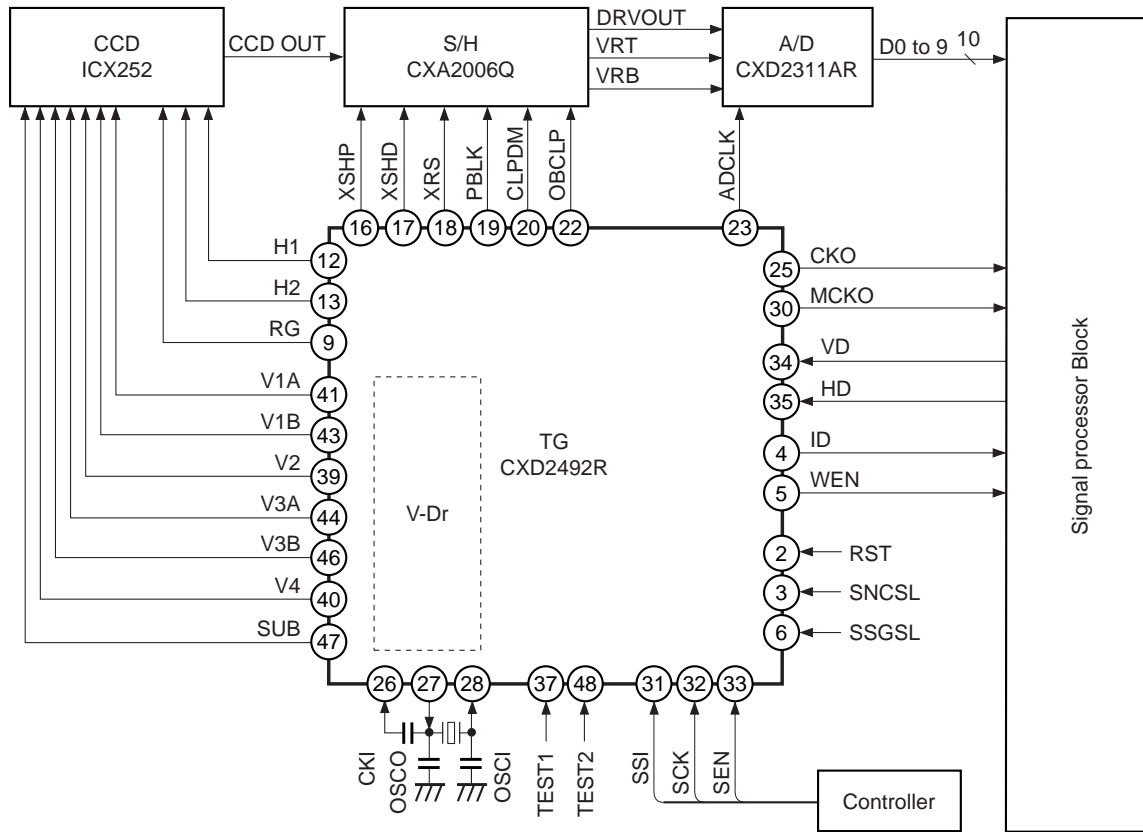 CCD
ICX252
CCD OUT
S/H
CXA2006Q
DRVOUT
VRT
VRB
A/D
CXD2311AR
D0 to 9
10
Signal processor Block
XSHP
XSHD
XRS
PBLK
CLPDM
OBCLP
ADCLK
16
17
18
19
20
22
23
H1
12
H2
13
RG
9
V1A
41
V1B
43
V2
39
V3A
44
V3B
46
V4
40
SUB
47
V-Dr
TG
CXD2492R
25
CKO
30
MCKO
34
VD
35
HD
4
ID
5
WEN
2
RST
3
SNCSL
6
SSGSL
26
27
28
37
48
31
32
33
CKI
OSCO
OSCI
TEST1
TEST2
SSI
SCK
SEN
Controller